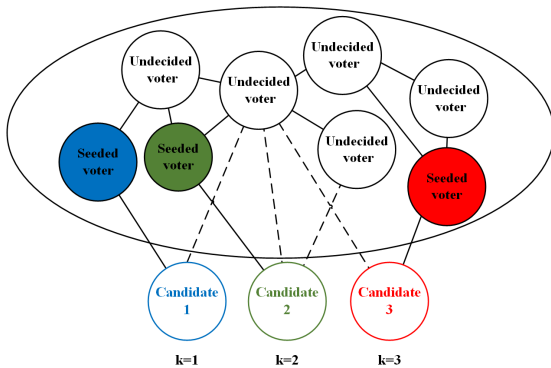 Undecided
voter
Undecided
voter
Undecided
voter
Undecided
voter
Seeded
voter
Seeded
voter
Undecided
voter
Seeded
voter
Candidate
1
Candidate
2
Candidate
3
k=1
k=2
k=3